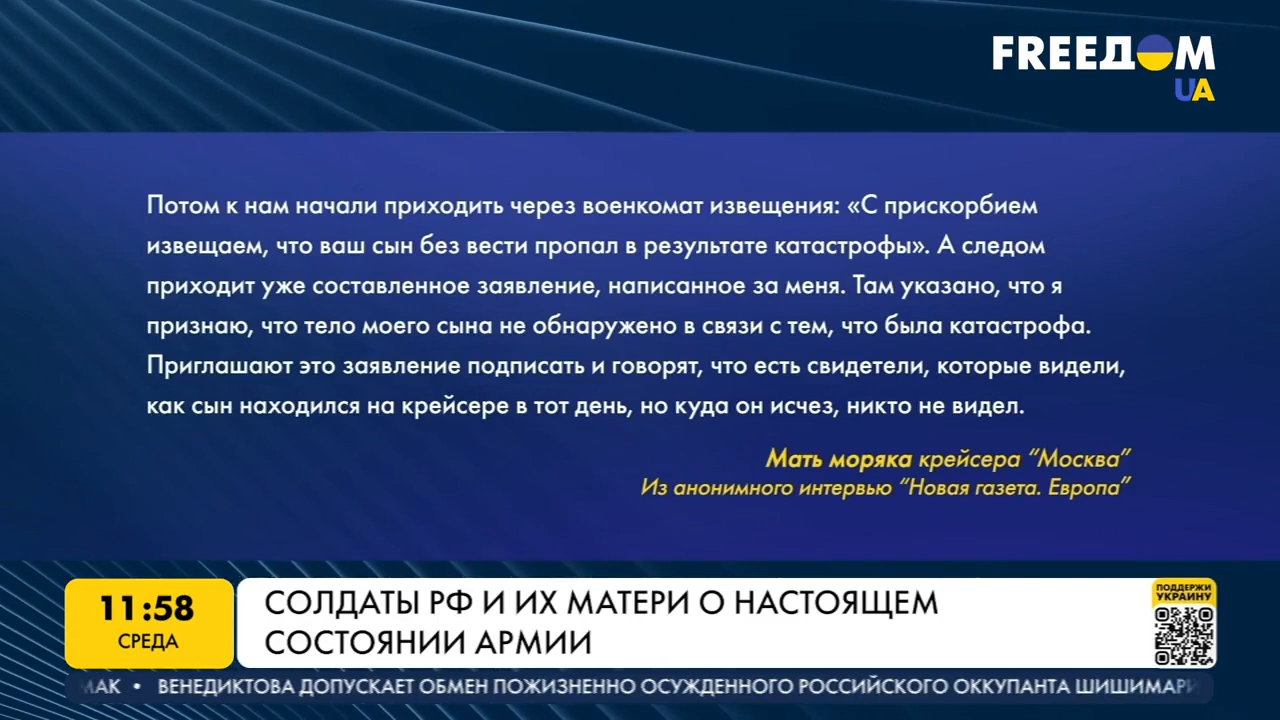 FREEДOM
UA
Потом к нам начали приходить через военкомат извещения: «С прискорбием
извещаем, что ваш сын без вести пропал в результате катастрофы». А следом
приходит уже составленное заявление, написанное за меня. Там указано, что я
признаю, что тело моего сына не обнаружено в связи с тем, что была катастрофа.
Приглашают это заявление подписать и говорят, что есть свидетели, которые видели,
как сын находился на крейсере в тот день, но куда он исчез, никто не видел.
Мать моряка крейсера “Москва”
Из анонимного интервью “Новая газета. Европа”
11:58
СРЕДА
СОЛДАТЫ РФ И ИХ МАТЕРИ О НАСТОЯЩЕМ
СОСТОЯНИИ АРМИИ
ПОДДЕРЖИ
УКРАИНУ
МАК • ВЕНЕДИКТОВА ДОПУСКАЕТ ОБМЕН ПОЖИЗНЕННО ОСУЖДЕННОГО РОССИЙСКОГО ОККУПАНТА ШИШИМАРИ